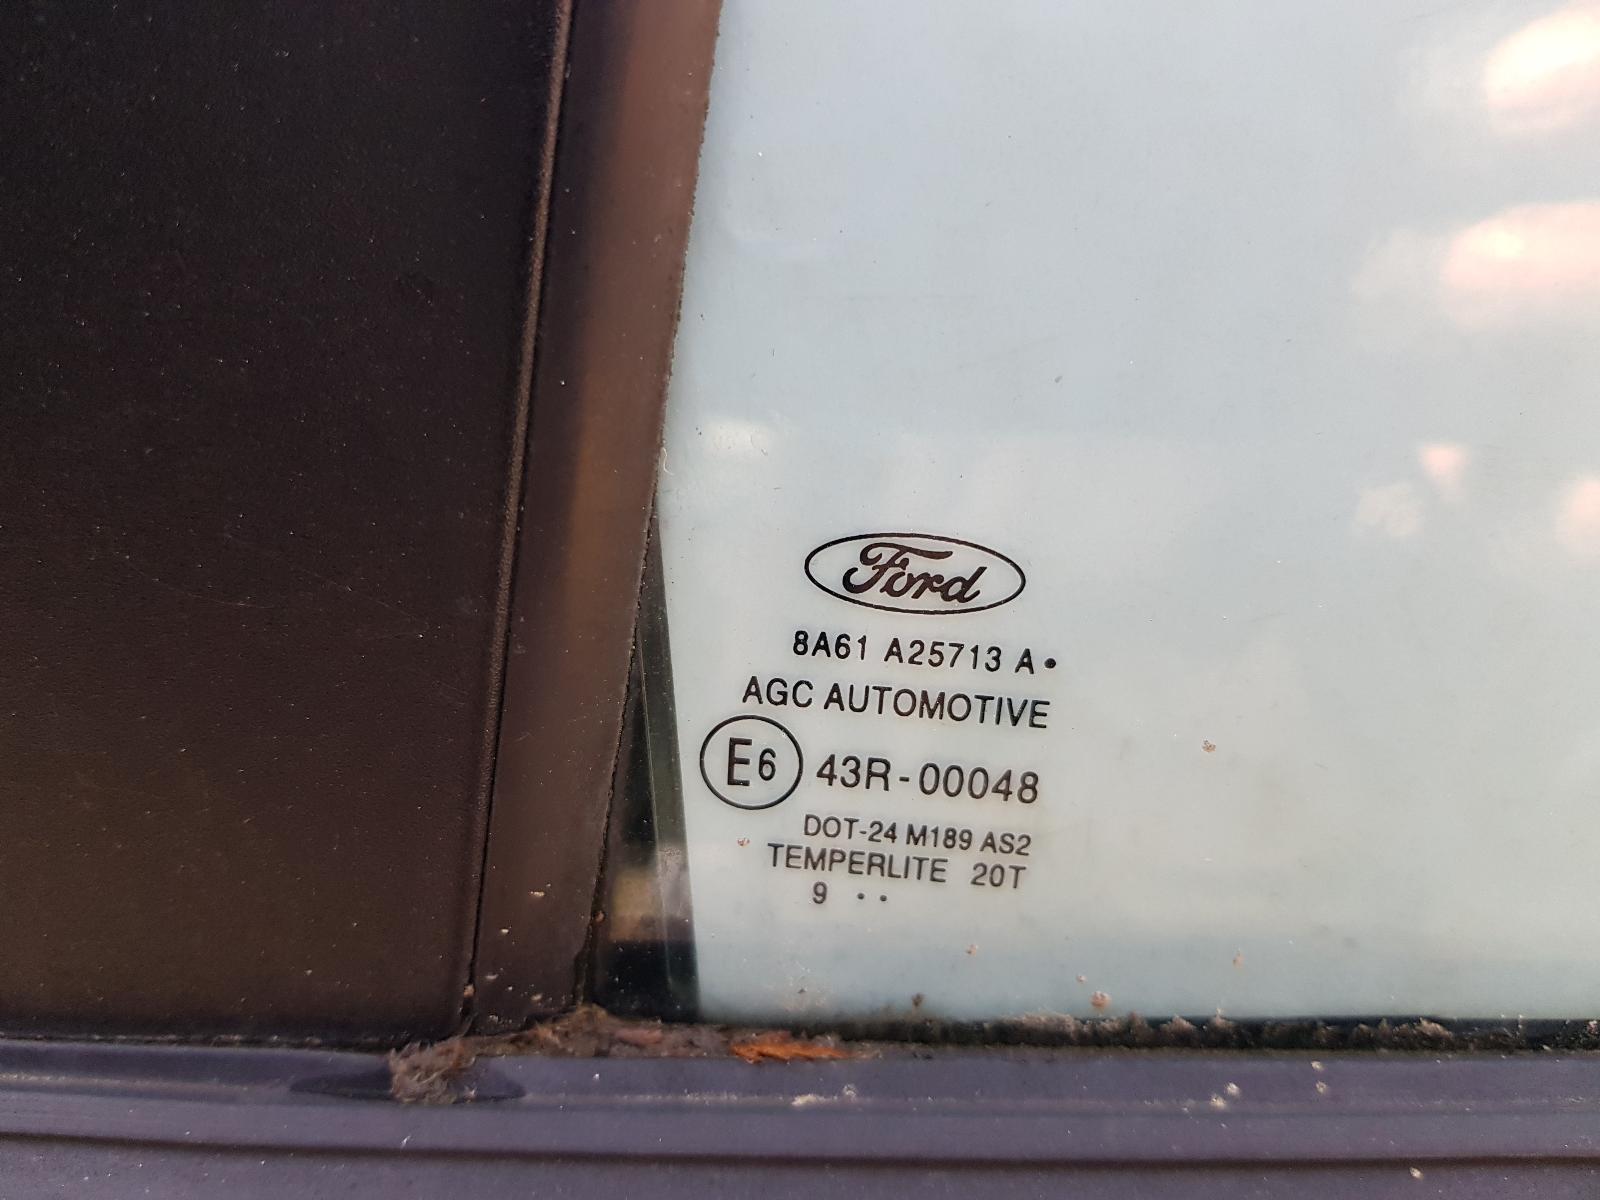 Ford
8A61 A25713 A•
AGC AUTOMOTIVE
E6 43R-00048
DOT-24 M189 AS2
TEMPERLITE 20T
9 ··